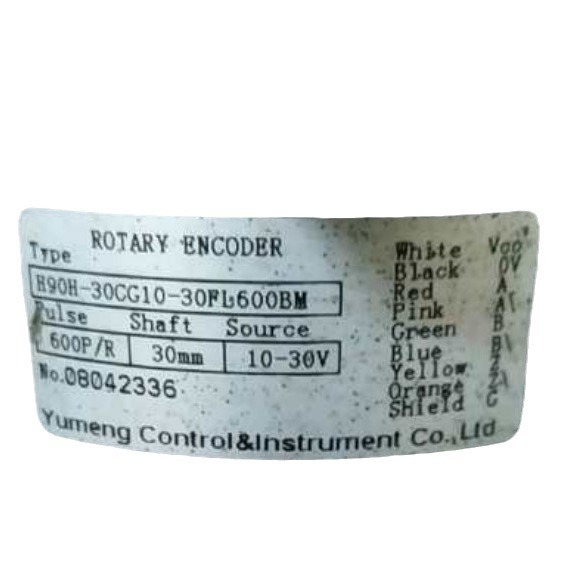 ROTARY ENCODER
Type
H90H-30CG10-30FL600BM
Pulse Shaft Source
600P/R 30mm 10-30V
No.08042336
White Vcc
Black 0V
Red A
Pink A\
Green B
Blue B\
Yellow Z
Orange Z\
Shield G
Yumeng Control&Instrument Co.,Ltd